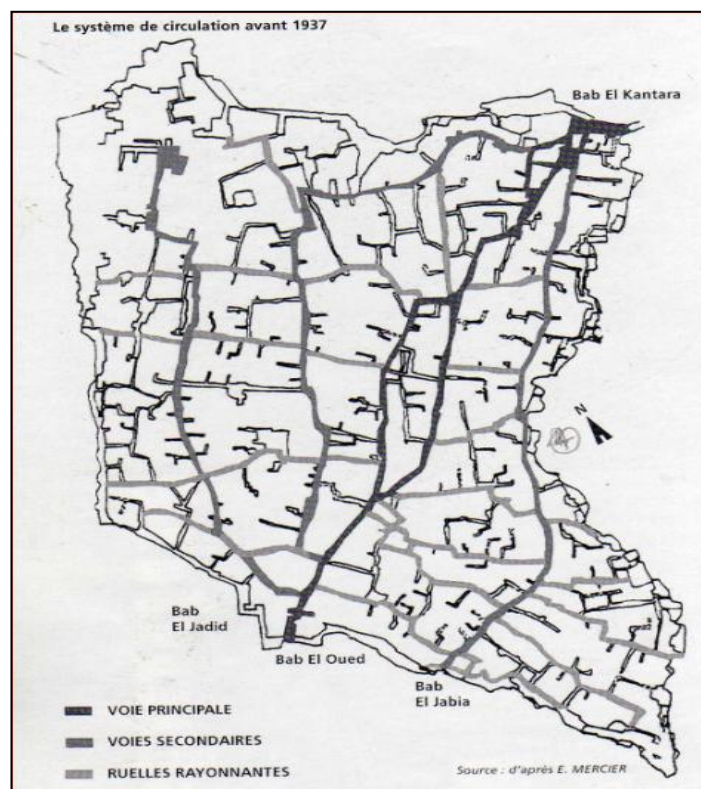 Le système de circulation avant 1937
Bab El Kantara
N
Bab
El Jadid
Bab El Oued
Bab
El Jabia
VOIE PRINCIPALE
VOIES SECONDAIRES
RUELLES RAYONNANTES
Source : d'après E. MERCIER